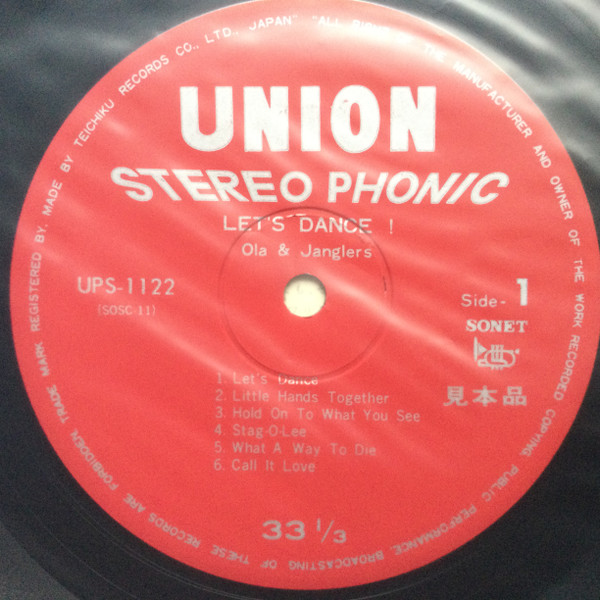 UNION
STEREO PHONIC
LET'S DANCE !
Ola & Janglers
UPS-1122
(SOSC-11)
Side-1
SONET
見本品
1. Let's Dance
2. Little Hands Together
3. Hold On To What You See
4. Stag-O-Lee
5. What A Way To Die
6. Call It Love
33 1/3
TRADE MARK REGISTERED BY. MADE BY TEICHIKU RECORDS CO., LTD., JAPAN" "ALL RIGHT OF THE MANUFACTURER AND OWNER OF THE WORK RECORDED COPYING PUBLIC PERFORMANCE, BROADCASTING OF THESE RECORDS ARE FORBIDDEN